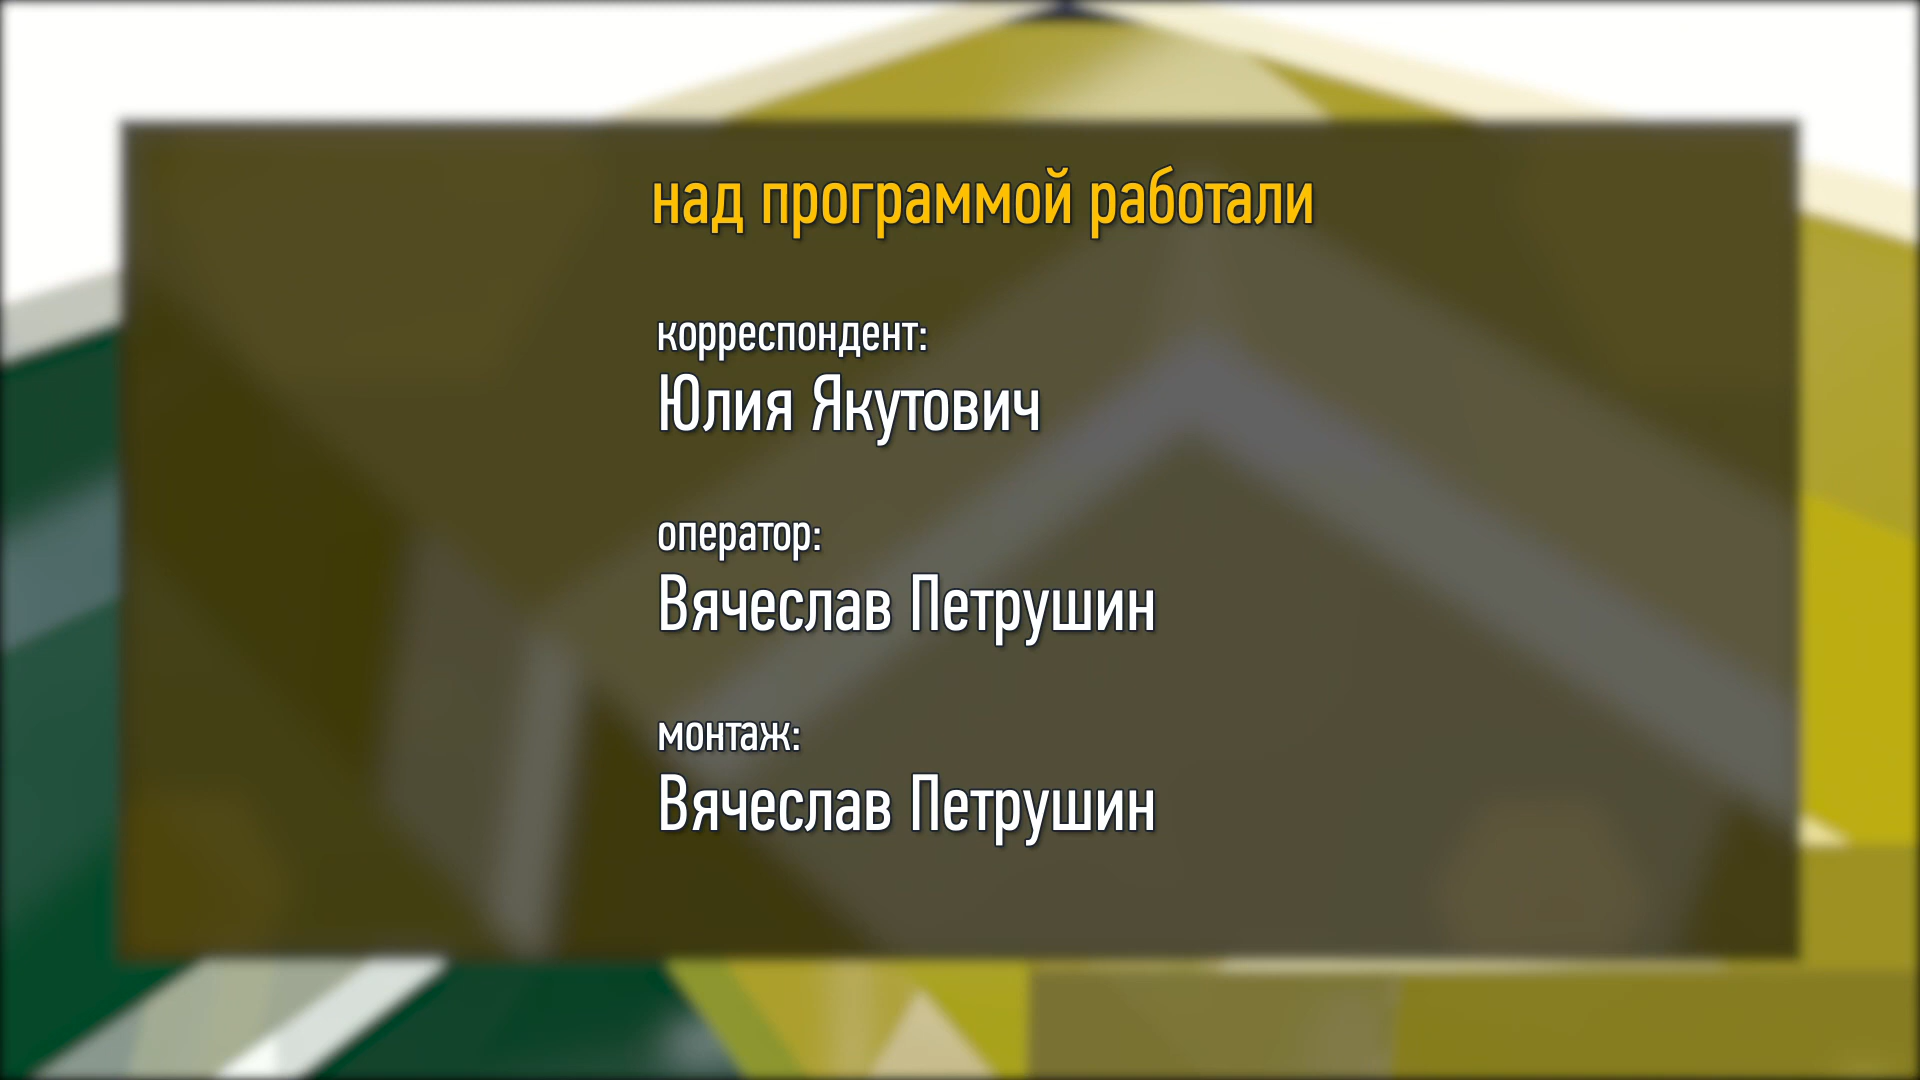 над программой работали
корреспондент:
Юлия Якутович
оператор:
Вячеслав Петрушин
монтаж:
Вячеслав Петрушин